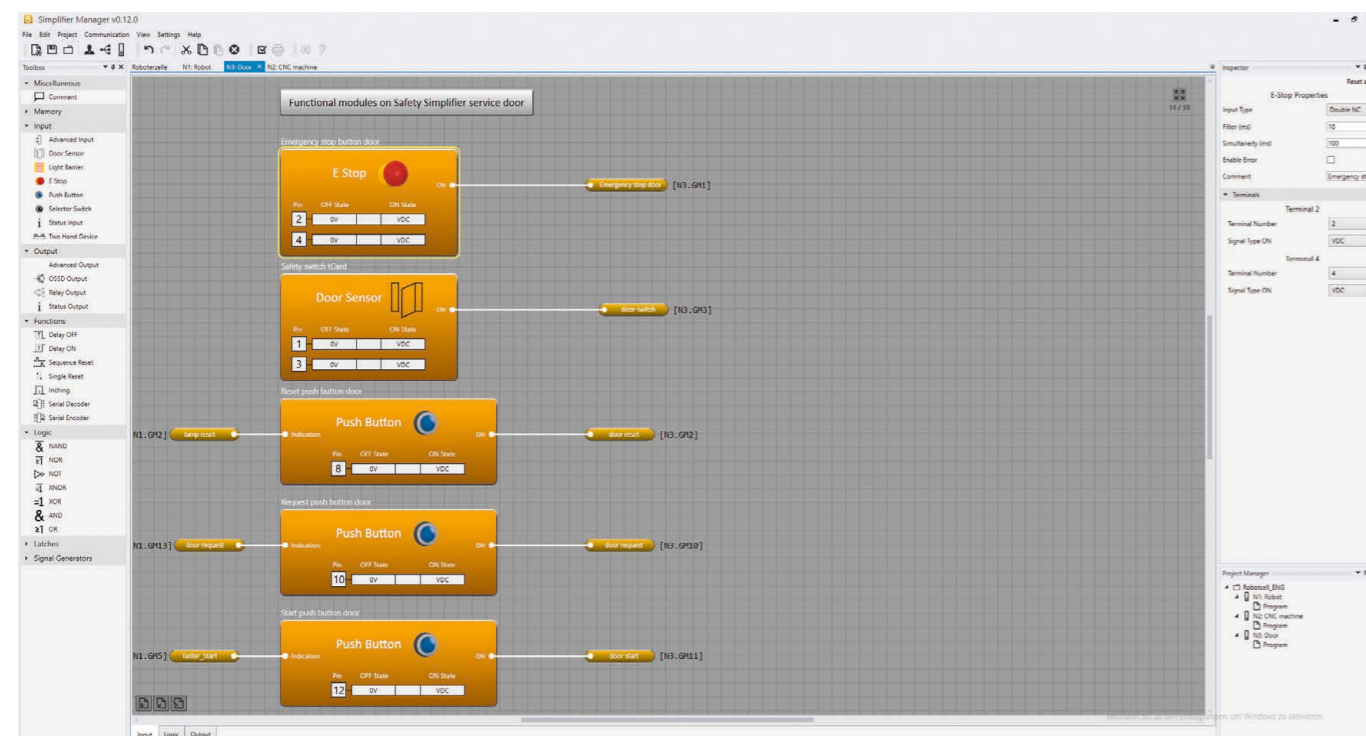 Simplifier Manager v0.12.0
File Edit Project Communication View Settings Help
Toolbox
Roboterzelle N1: Robot N3: Door N2: CNC machine
Miscellaneous
Comment
Memory
Input
Advanced Input
Door Sensor
Light Barrier
E Stop
Push Button
Selector Switch
Status Input
Two Hand Device
Output
Advanced Output
OSSD Output
Relay Output
Status Output
Functions
Delay OFF
Delay ON
Sequence Reset
Single Reset
Inching
Serial Decoder
Serial Encoder
Logic
NAND
NOR
NOT
XNOR
XOR
AND
OR
Latches
Signal Generators
Functional modules on Safety Simplifier service door
14 / 50
Emergency stop button door
E Stop
ON
Emergency stop door [N3.GM1]
Pin OFF State ON State
2 0V VDC
4 0V VDC
Safety switch tGard
Door Sensor
ON
door switch [N3.GM3]
Pin OFF State ON State
1 0V VDC
3 0V VDC
Reset push button door
Push Button
N1.GM2] lamp reset Indication ON door reset [N3.GM2]
Pin OFF State ON State
8 0V VDC
Request push button door
Push Button
N1.GM13] door request Indication ON door request [N3.GM10]
Pin OFF State ON State
10 0V VDC
Start push button door
Push Button
N1.GM5] Taster_Start Indication ON door start [N3.GM11]
Pin OFF State ON State
12 0V VDC
Input Logic Output
Inspector
Reset
E-Stop Properties
Input Type Double NC
Filter (ms) 10
Simultaneity (ms) 100
Enable Error
Comment Emergency st
Terminals
Terminal 2
Terminal Number 2
Signal Type ON VDC
Terminal 4
Terminal Number 4
Signal Type ON VDC
Project Manager
Robotcell_ENG
N1: Robot
Program
N2: CNC machine
Program
N3: Door
Program
um Windows zu aktivieren.